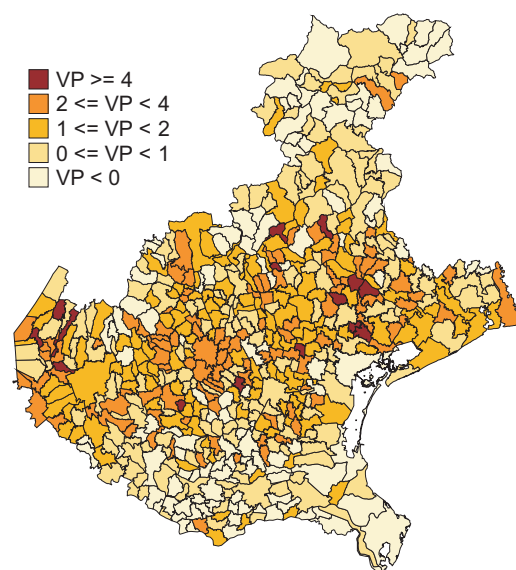 VP >= 4
2 <= VP < 4
1 <= VP < 2
0 <= VP < 1
VP < 0